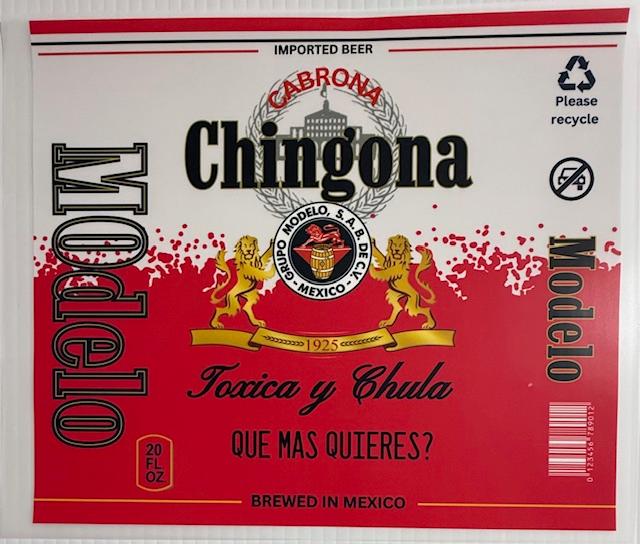 IMPORTED BEER
CABRONA
Chingona
GRUPO MODELO, S.A.B. DE C.V.
-MEXICO-
1925
Toxica y Chula
QUE MAS QUIERES?
BREWED IN MEXICO
MOdelo
20
FL
OZ
Please
recycle
Modelo
0 123456 789012